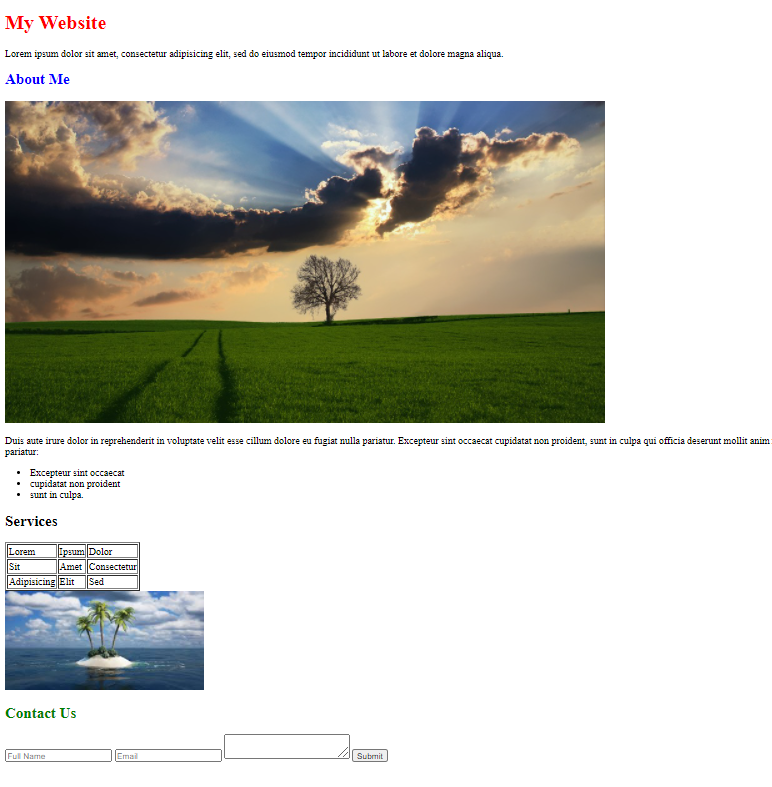 My Website
Lorem ipsum dolor sit amet, consectetur adipisicing elit, sed do eiusmod tempor incididunt ut labore et dolore magna aliqua.
About Me
Duis aute irure dolor in reprehenderit in voluptate velit esse cillum dolore eu fugiat nulla pariatur. Excepteur sint occaecat cupidatat non proident, sunt in culpa qui officia deserunt mollit anim
pariatur:
• Excepteur sint occaecat
• cupidatat non proident
• sunt in culpa.
Services
Lorem Ipsum Dolor
Sit Amet Consectetur
Adipisicing Elit Sed
Contact Us
Full Name Email Submit